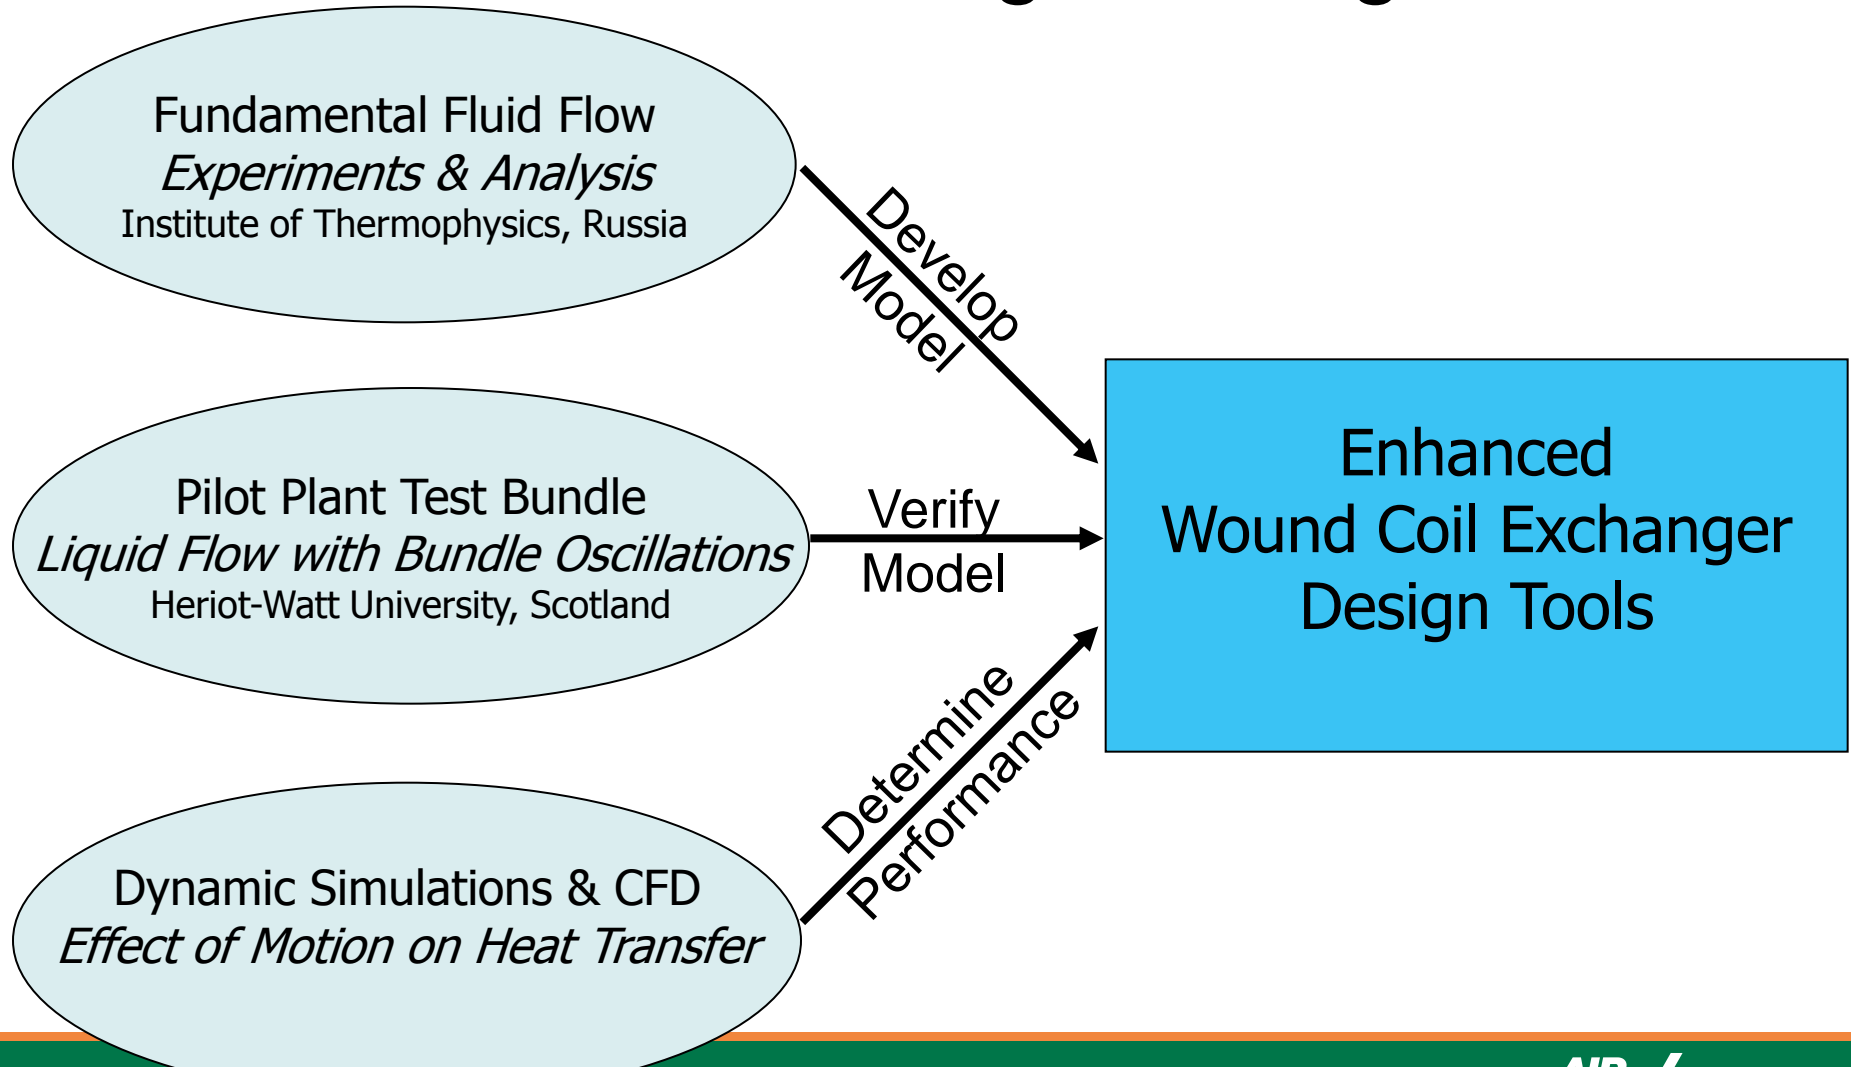 Fundamental Fluid Flow
Experiments & Analysis
Institute of Thermophysics, Russia
Develop
Model
Pilot Plant Test Bundle
Liquid Flow with Bundle Oscillations
Heriot-Watt University, Scotland
Verify
Model
Enhanced
Wound Coil Exchanger
Design Tools
Determine
Performance
Dynamic Simulations & CFD
Effect of Motion on Heat Transfer